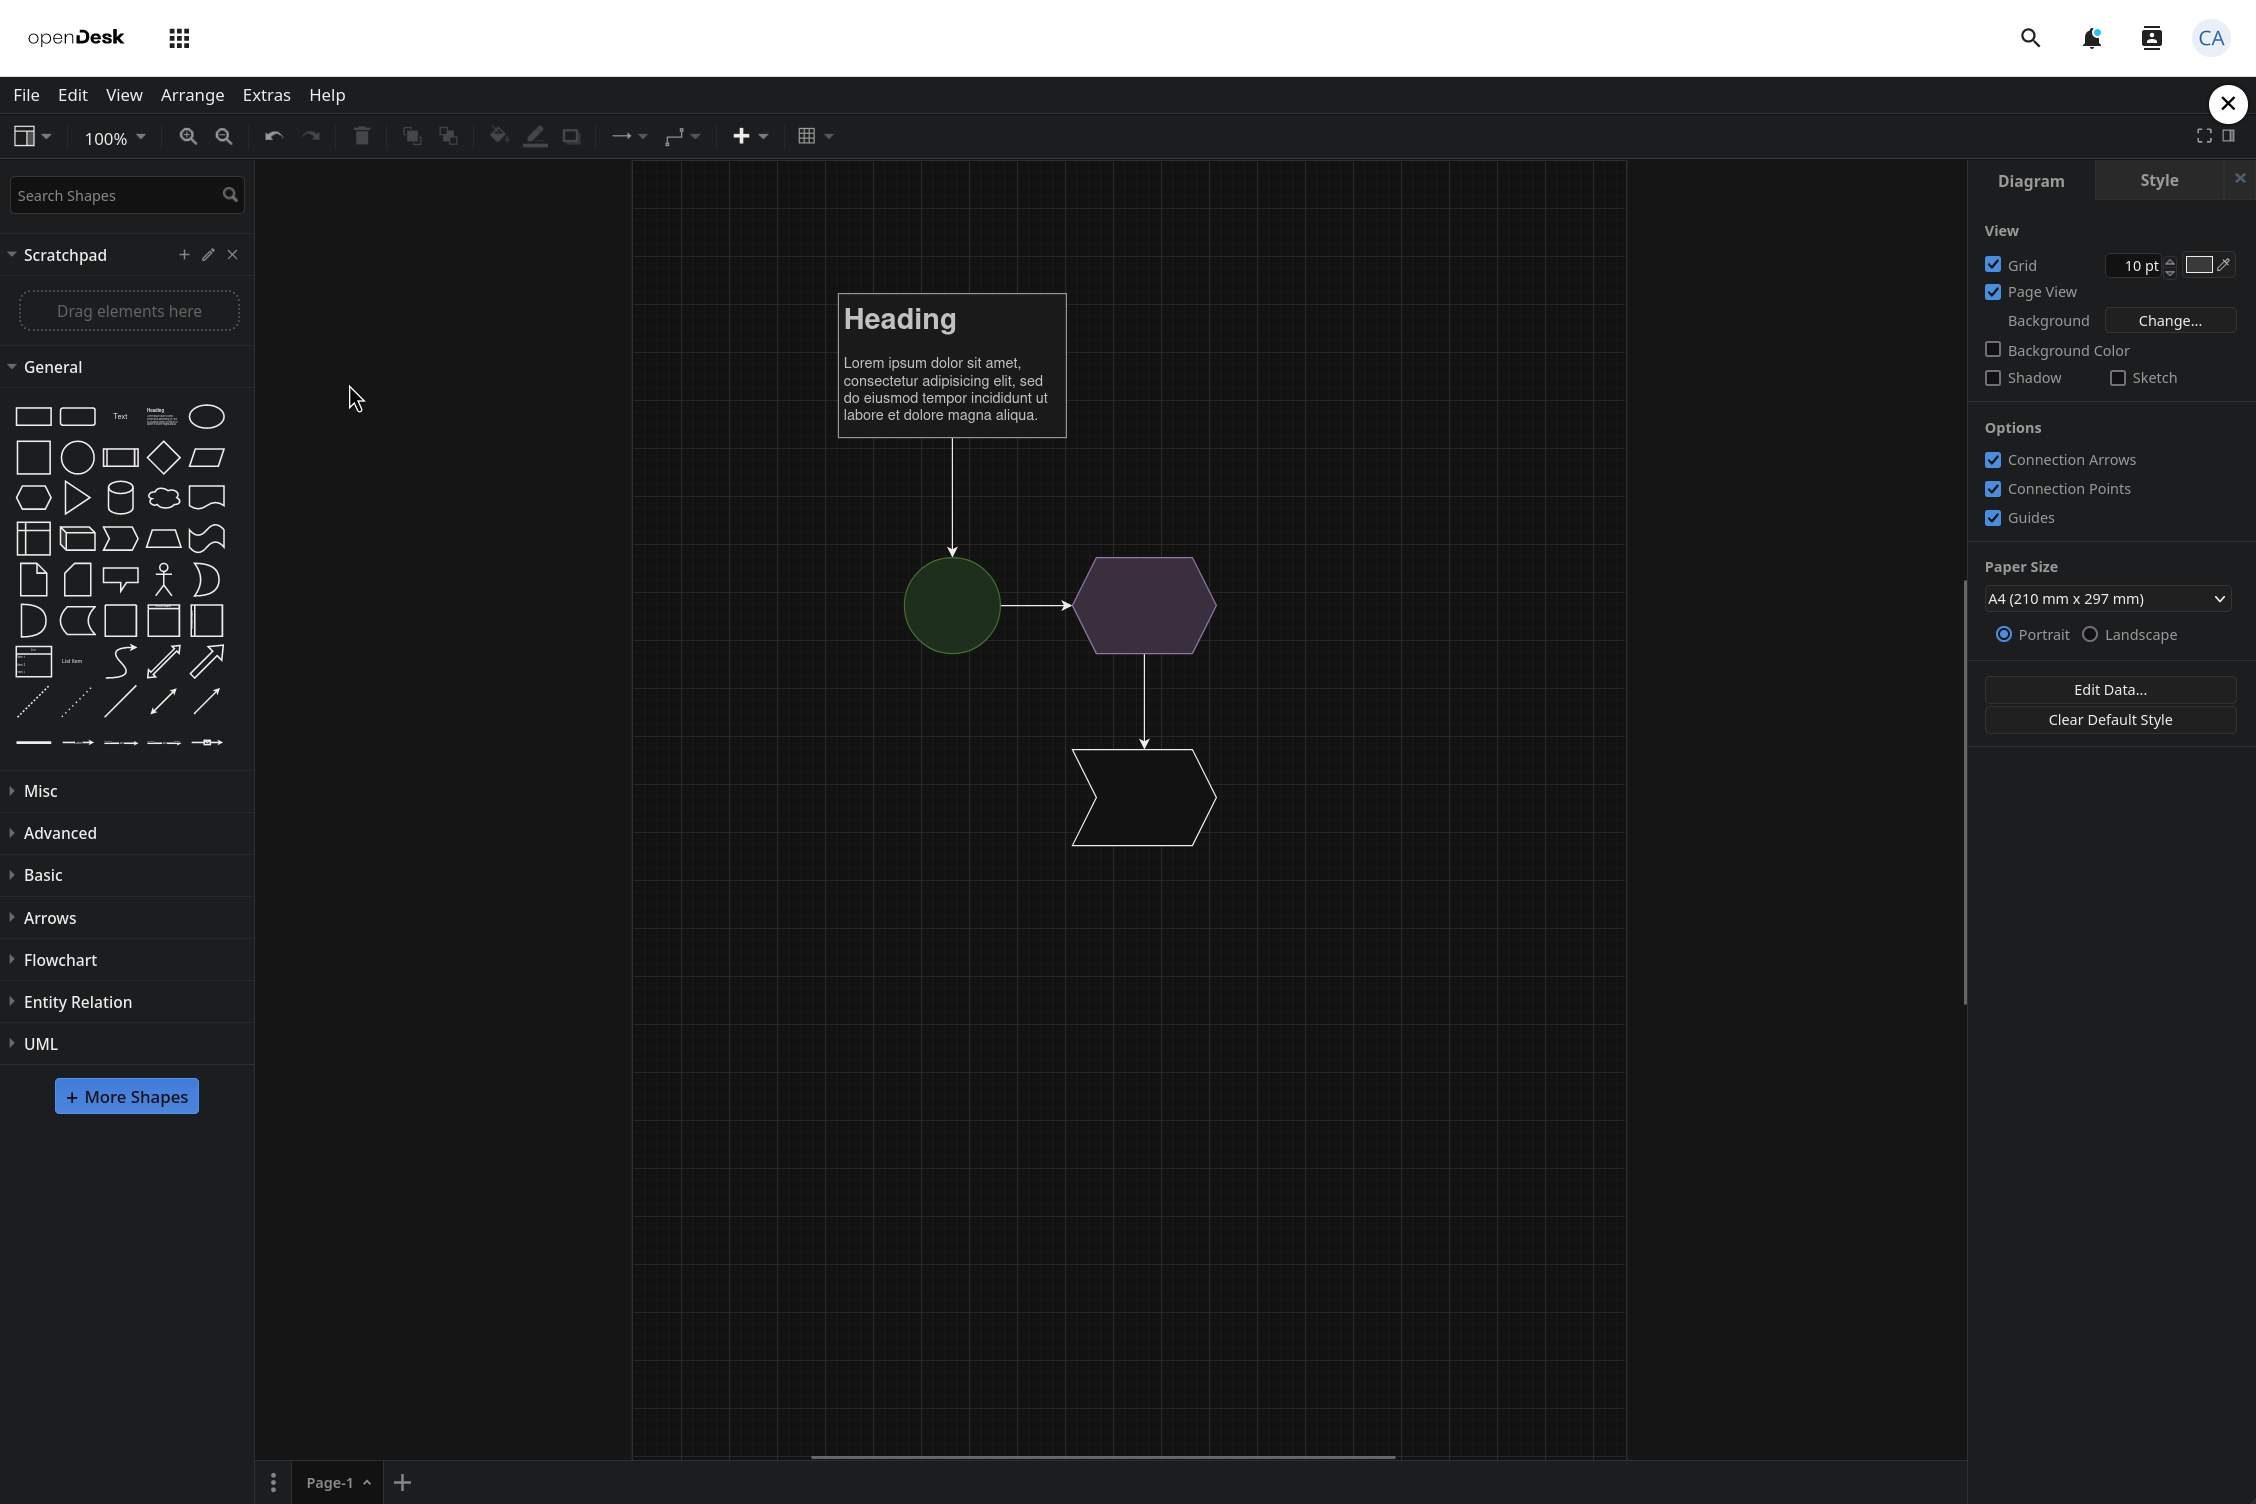 openDesk
CA
File Edit View Arrange Extras Help
100%
Search Shapes
Scratchpad
Drag elements here
General
Text
Heading
List Item
Misc
Advanced
Basic
Arrows
Flowchart
Entity Relation
UML
+ More Shapes
Heading
Lorem ipsum dolor sit amet,
consectetur adipisicing elit, sed
do eiusmod tempor incididunt ut
labore et dolore magna aliqua.
Page-1
Diagram Style
View
Grid 10 pt
Page View
Background Change...
Background Color
Shadow Sketch
Options
Connection Arrows
Connection Points
Guides
Paper Size
A4 (210 mm x 297 mm)
Portrait Landscape
Edit Data...
Clear Default Style